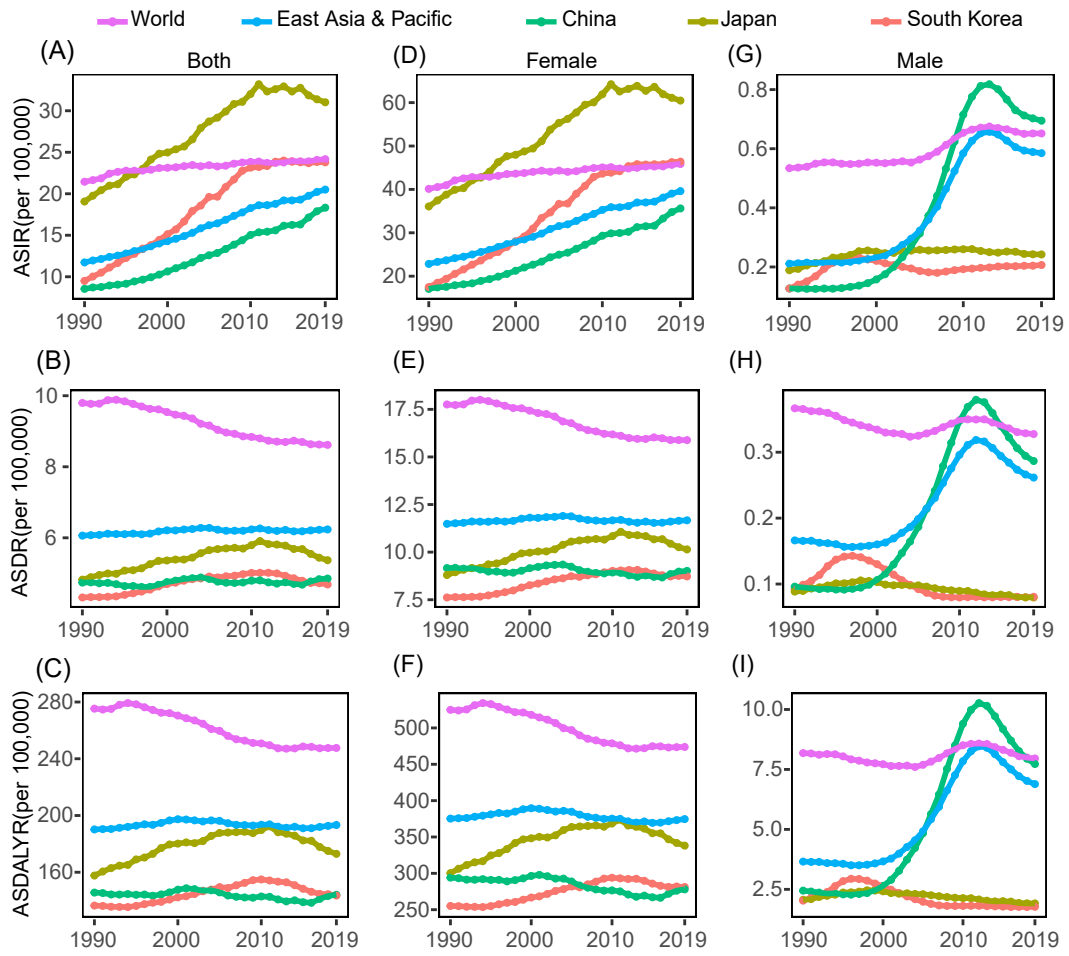 World East Asia & Pacific China Japan South Korea
(A) Both (D) Female (G) Male
ASIR(per 100,000)
30
25
20
15
10
1990 2000 2010 2019
60
40
20
1990 2000 2010 2019
0.8
0.6
0.4
0.2
1990 2000 2010 2019
(B) (E) (H)
ASDR(per 100,000)
10
8
6
1990 2000 2010 2019
17.5
15.0
12.5
10.0
7.5
1990 2000 2010 2019
0.3
0.2
0.1
1990 2000 2010 2019
(C) (F) (I)
ASDALYR(per 100,000)
280
240
200
160
1990 2000 2010 2019
500
450
400
350
300
250
1990 2000 2010 2019
10.0
7.5
5.0
2.5
1990 2000 2010 2019